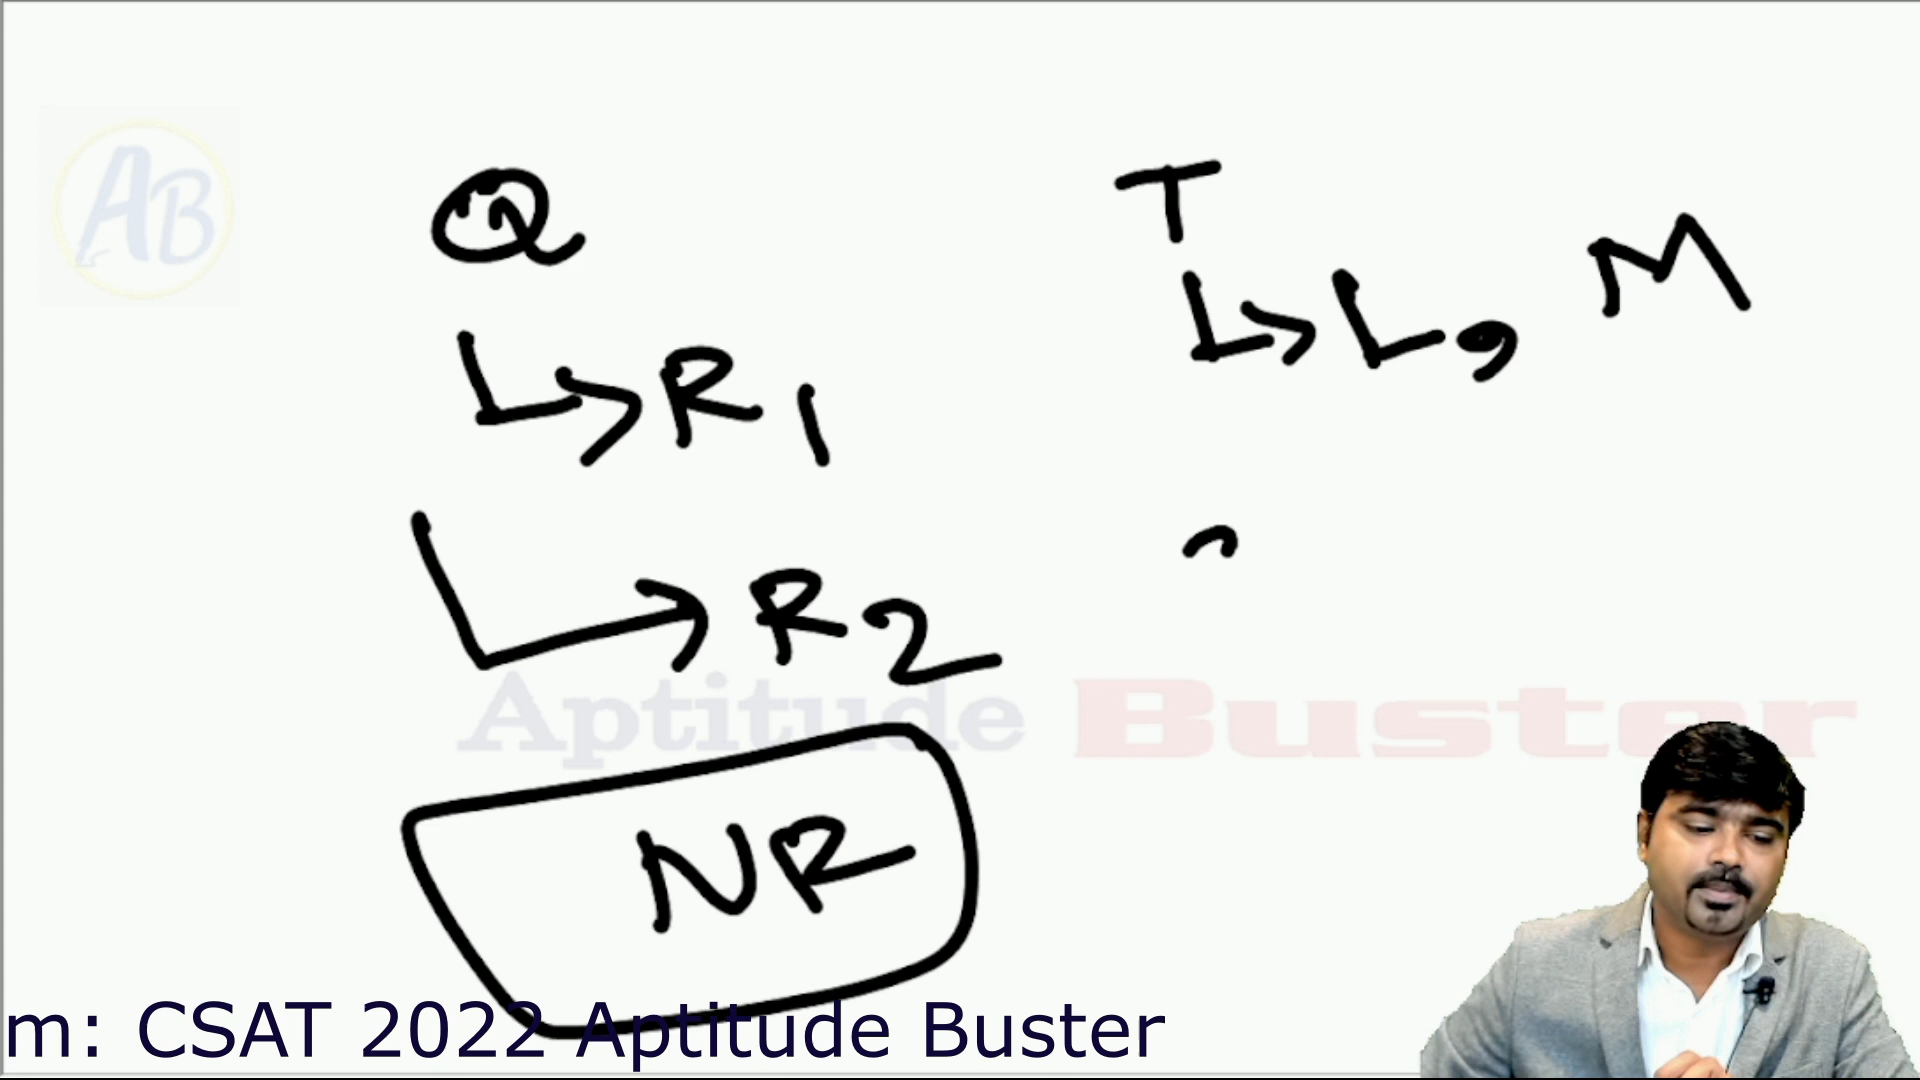 AB
Q
T
↳ R1
↳ L, M
↳ R2
Aptitude Buster
NR
m: CSAT 2022 Aptitude Buster